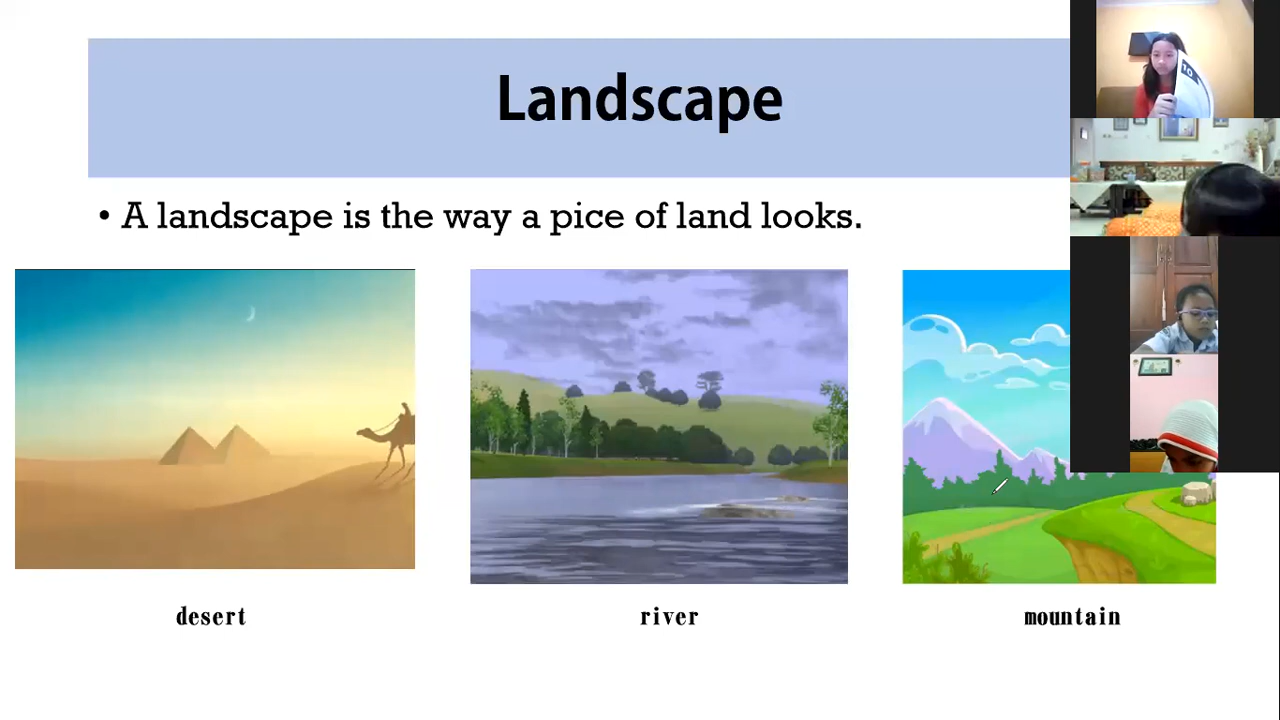 Landscape
• A landscape is the way a pice of land looks.
desert
river
mountain